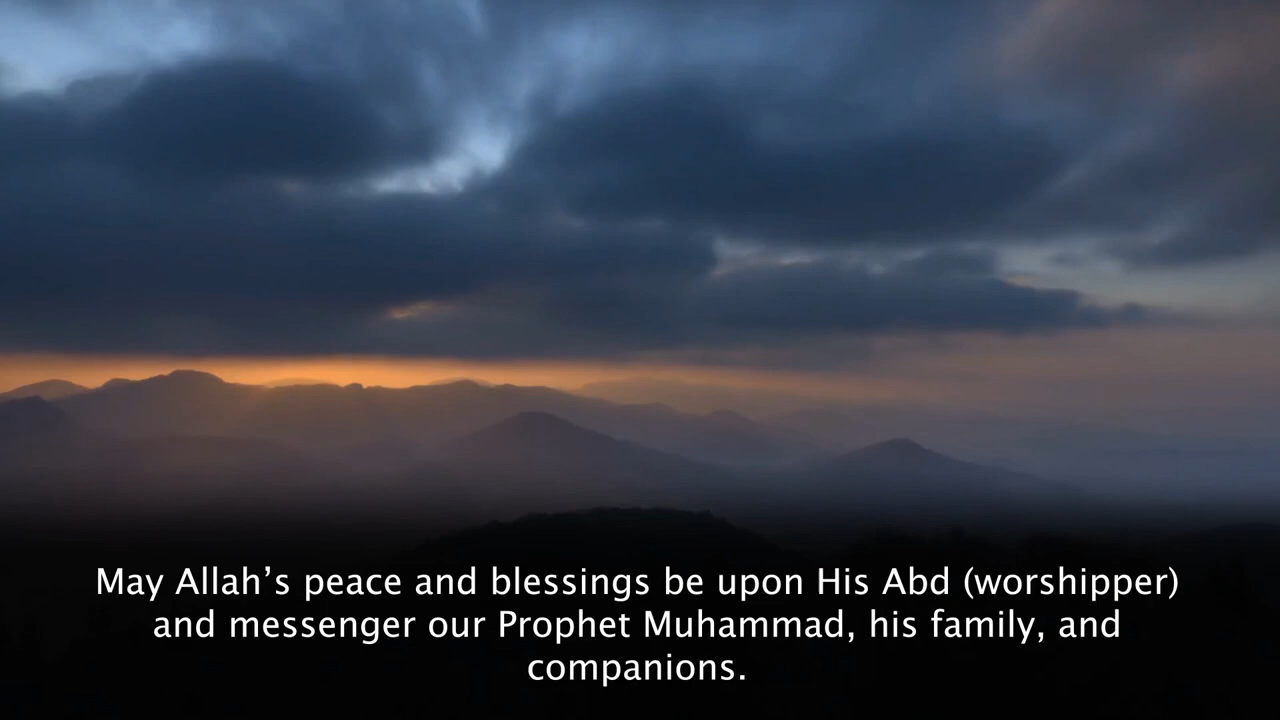 May Allah’s peace and blessings be upon His Abd (worshipper)
and messenger our Prophet Muhammad, his family, and
companions.